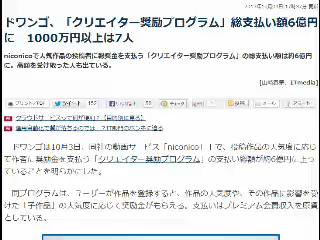 ドワンゴ、「クリエイター奨励プログラム」総支払い額6億円
に 1000万円以上は7人
niconicoで人気作品の投稿者に報奨金を支払う「クリエイター奨励プログラム」の総支払い額は約6億円
に。高額を受け取った人も出ている。
ITmedia]
ドワンゴは10月3日、同社の動画サービス「niconico」で、投稿作品の人気度に応じ
て作者に奨励金を支払う「クリエイター奨励プログラム」の支払い総額が約6億円に上っ
ていることを明らかにした。
同プログラムは、ユーザーが作品を登録すると、作品の人気度や、その作品に影響を受
けた「子作品」の人気度に応じて奨励金がもらえる。支払いはプレミアム会員収入を原資
としている。